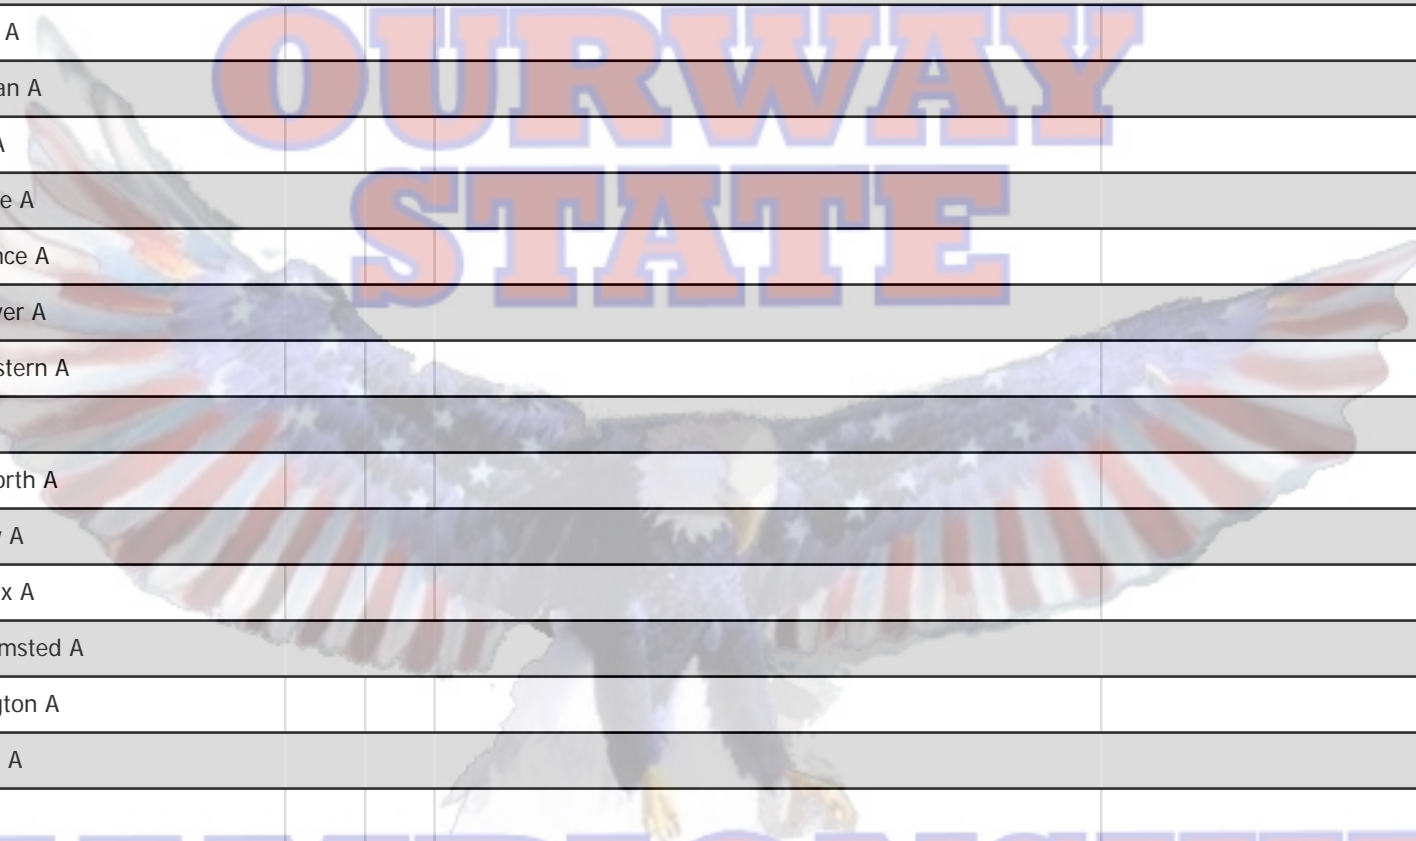 OURWAY
STATE
A
an A
A
e A
nce A
ver A
stern A
orth A
A
x A
msted A
gton A
A